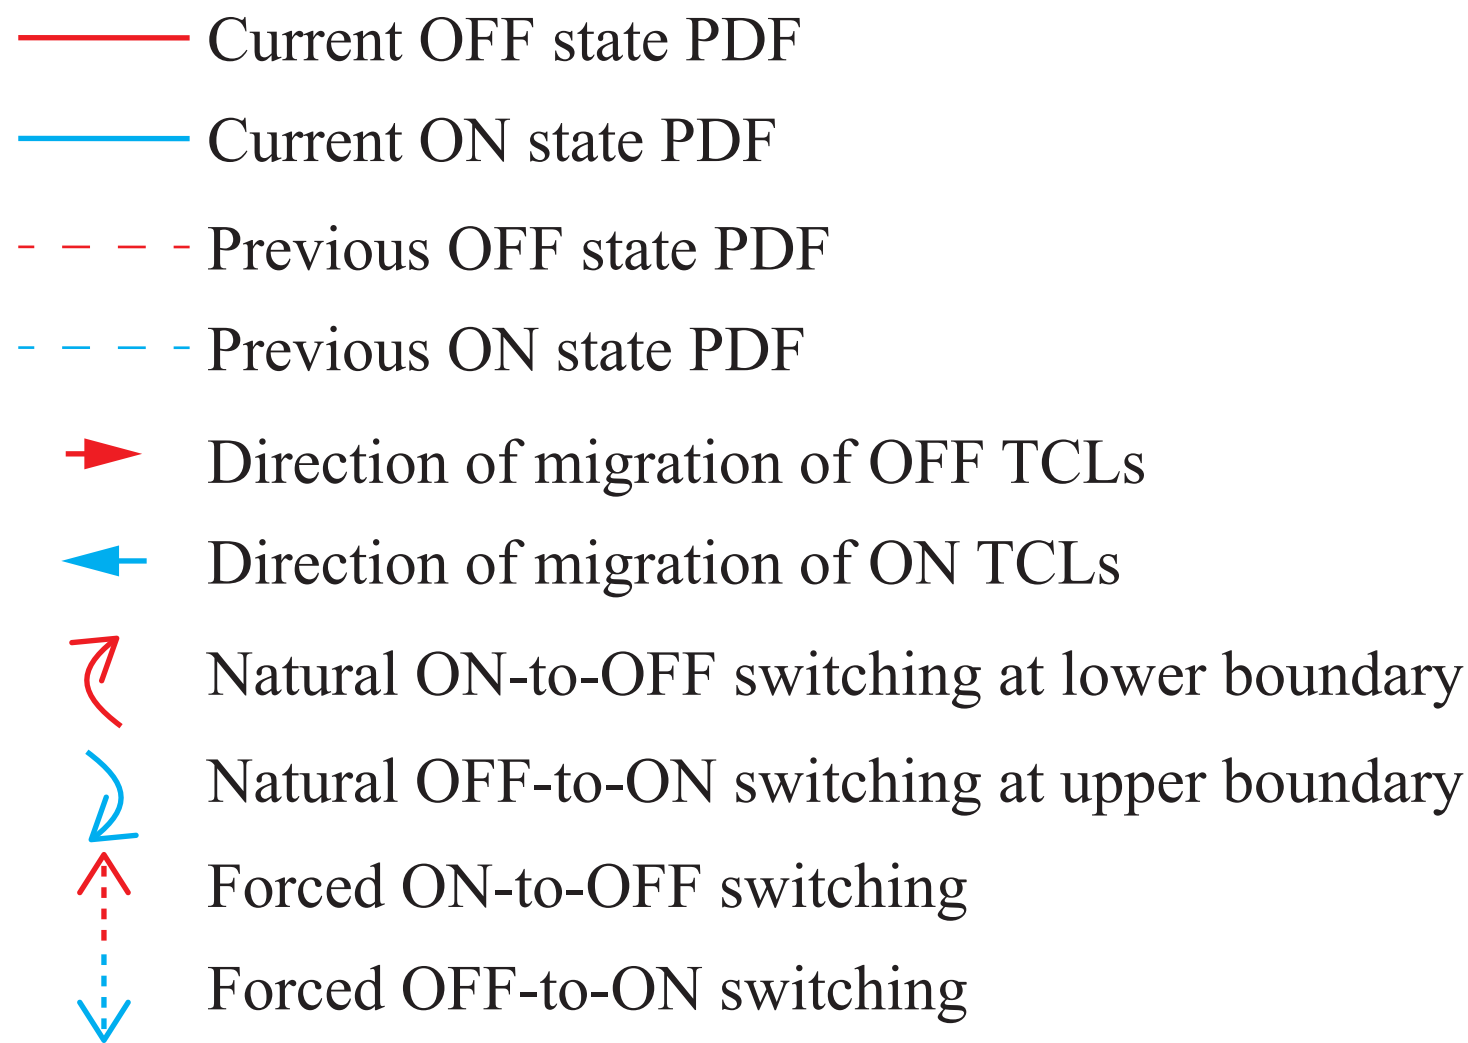 Current OFF state PDF
Current ON state PDF
Previous OFF state PDF
Previous ON state PDF
Direction of migration of OFF TCLs
Direction of migration of ON TCLs
Natural ON-to-OFF switching at lower boundary
Natural OFF-to-ON switching at upper boundary
Forced ON-to-OFF switching
Forced OFF-to-ON switching